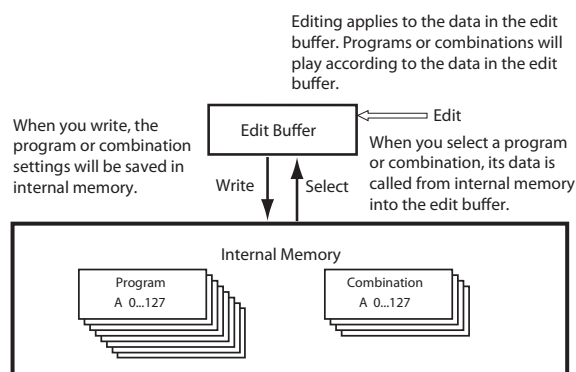 Editing applies to the data in the edit
buffer. Programs or combinations will
play according to the data in the edit
buffer.
Edit Buffer
Edit
When you write, the
program or combination
settings will be saved in
internal memory.
When you select a program
or combination, its data is
called from internal memory
into the edit buffer.
Write
Select
Internal Memory
Program
A 0...127
Combination
A 0...127